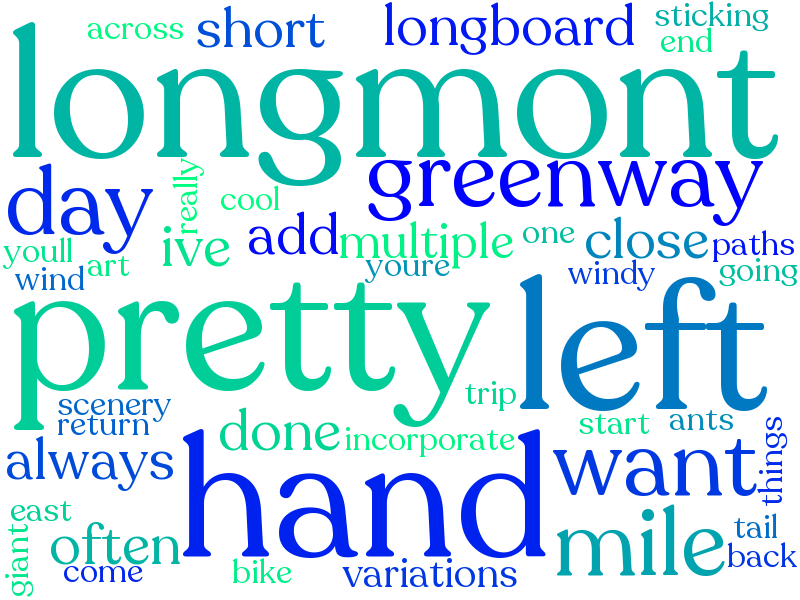 across
short
longboard
sticking
end
longmont
day
really
cool
greenway
youll
art
ive
add
multiple
one
close
paths
wind
youre
windy
going
pretty
left
scenery
return
trip
done
incorporate
start
ants
things
always
hand
want
east
giant
often
come
bike
variations
mile
tail
back